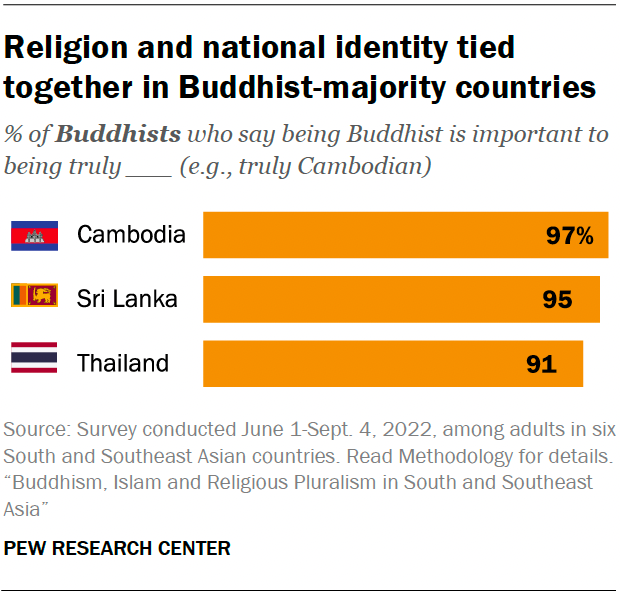 Religion and national identity tied
together in Buddhist-majority countries
% of Buddhists who say being Buddhist is important to
being truly ___ (e.g., truly Cambodian)
Cambodia 97%
Sri Lanka 95
Thailand 91
Source: Survey conducted June 1-Sept. 4, 2022, among adults in six
South and Southeast Asian countries. Read Methodology for details.
“Buddhism, Islam and Religious Pluralism in South and Southeast
Asia”
PEW RESEARCH CENTER